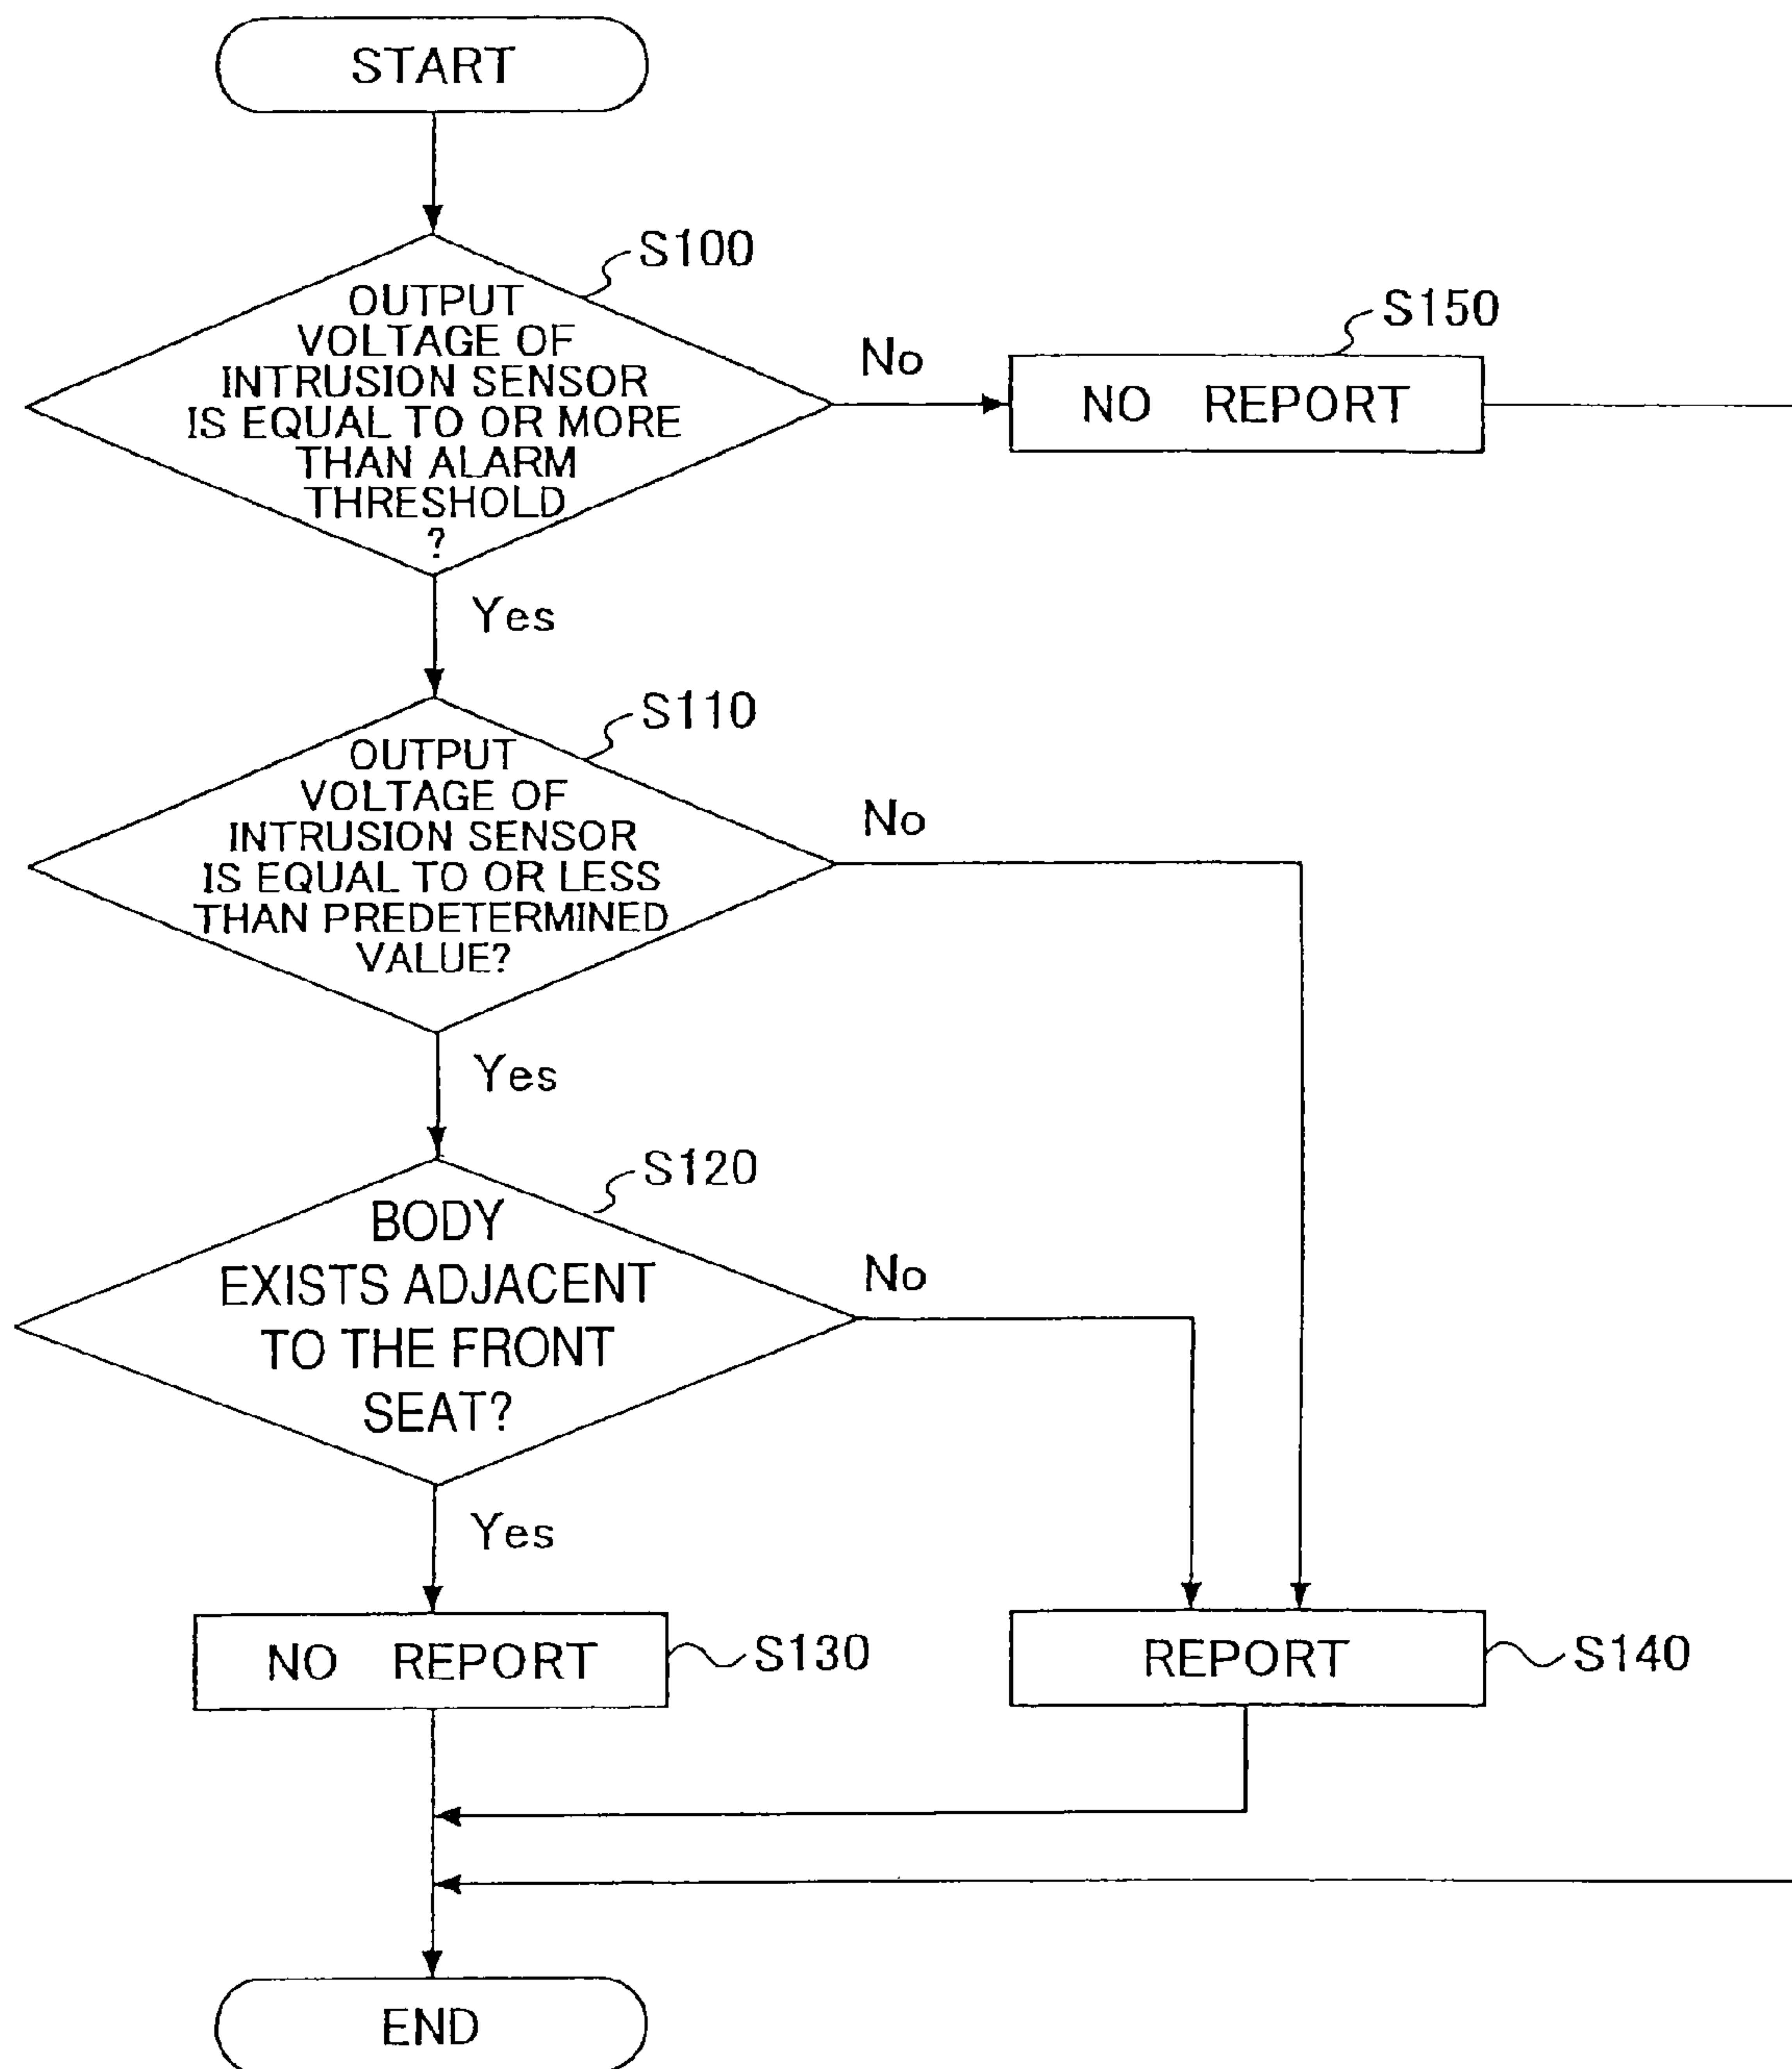 START
S100
OUTPUT
VOLTAGE OF
INTRUSION SENSOR
IS EQUAL TO OR MORE
THAN ALARM
THRESHOLD
?
No
S150
NO REPORT
Yes
S110
OUTPUT
VOLTAGE OF
INTRUSION SENSOR
IS EQUAL TO OR LESS
THAN PREDETERMINED
VALUE?
No
Yes
S120
BODY
EXISTS ADJACENT
TO THE FRONT
SEAT?
No
Yes
NO REPORT
S130
REPORT
S140
END